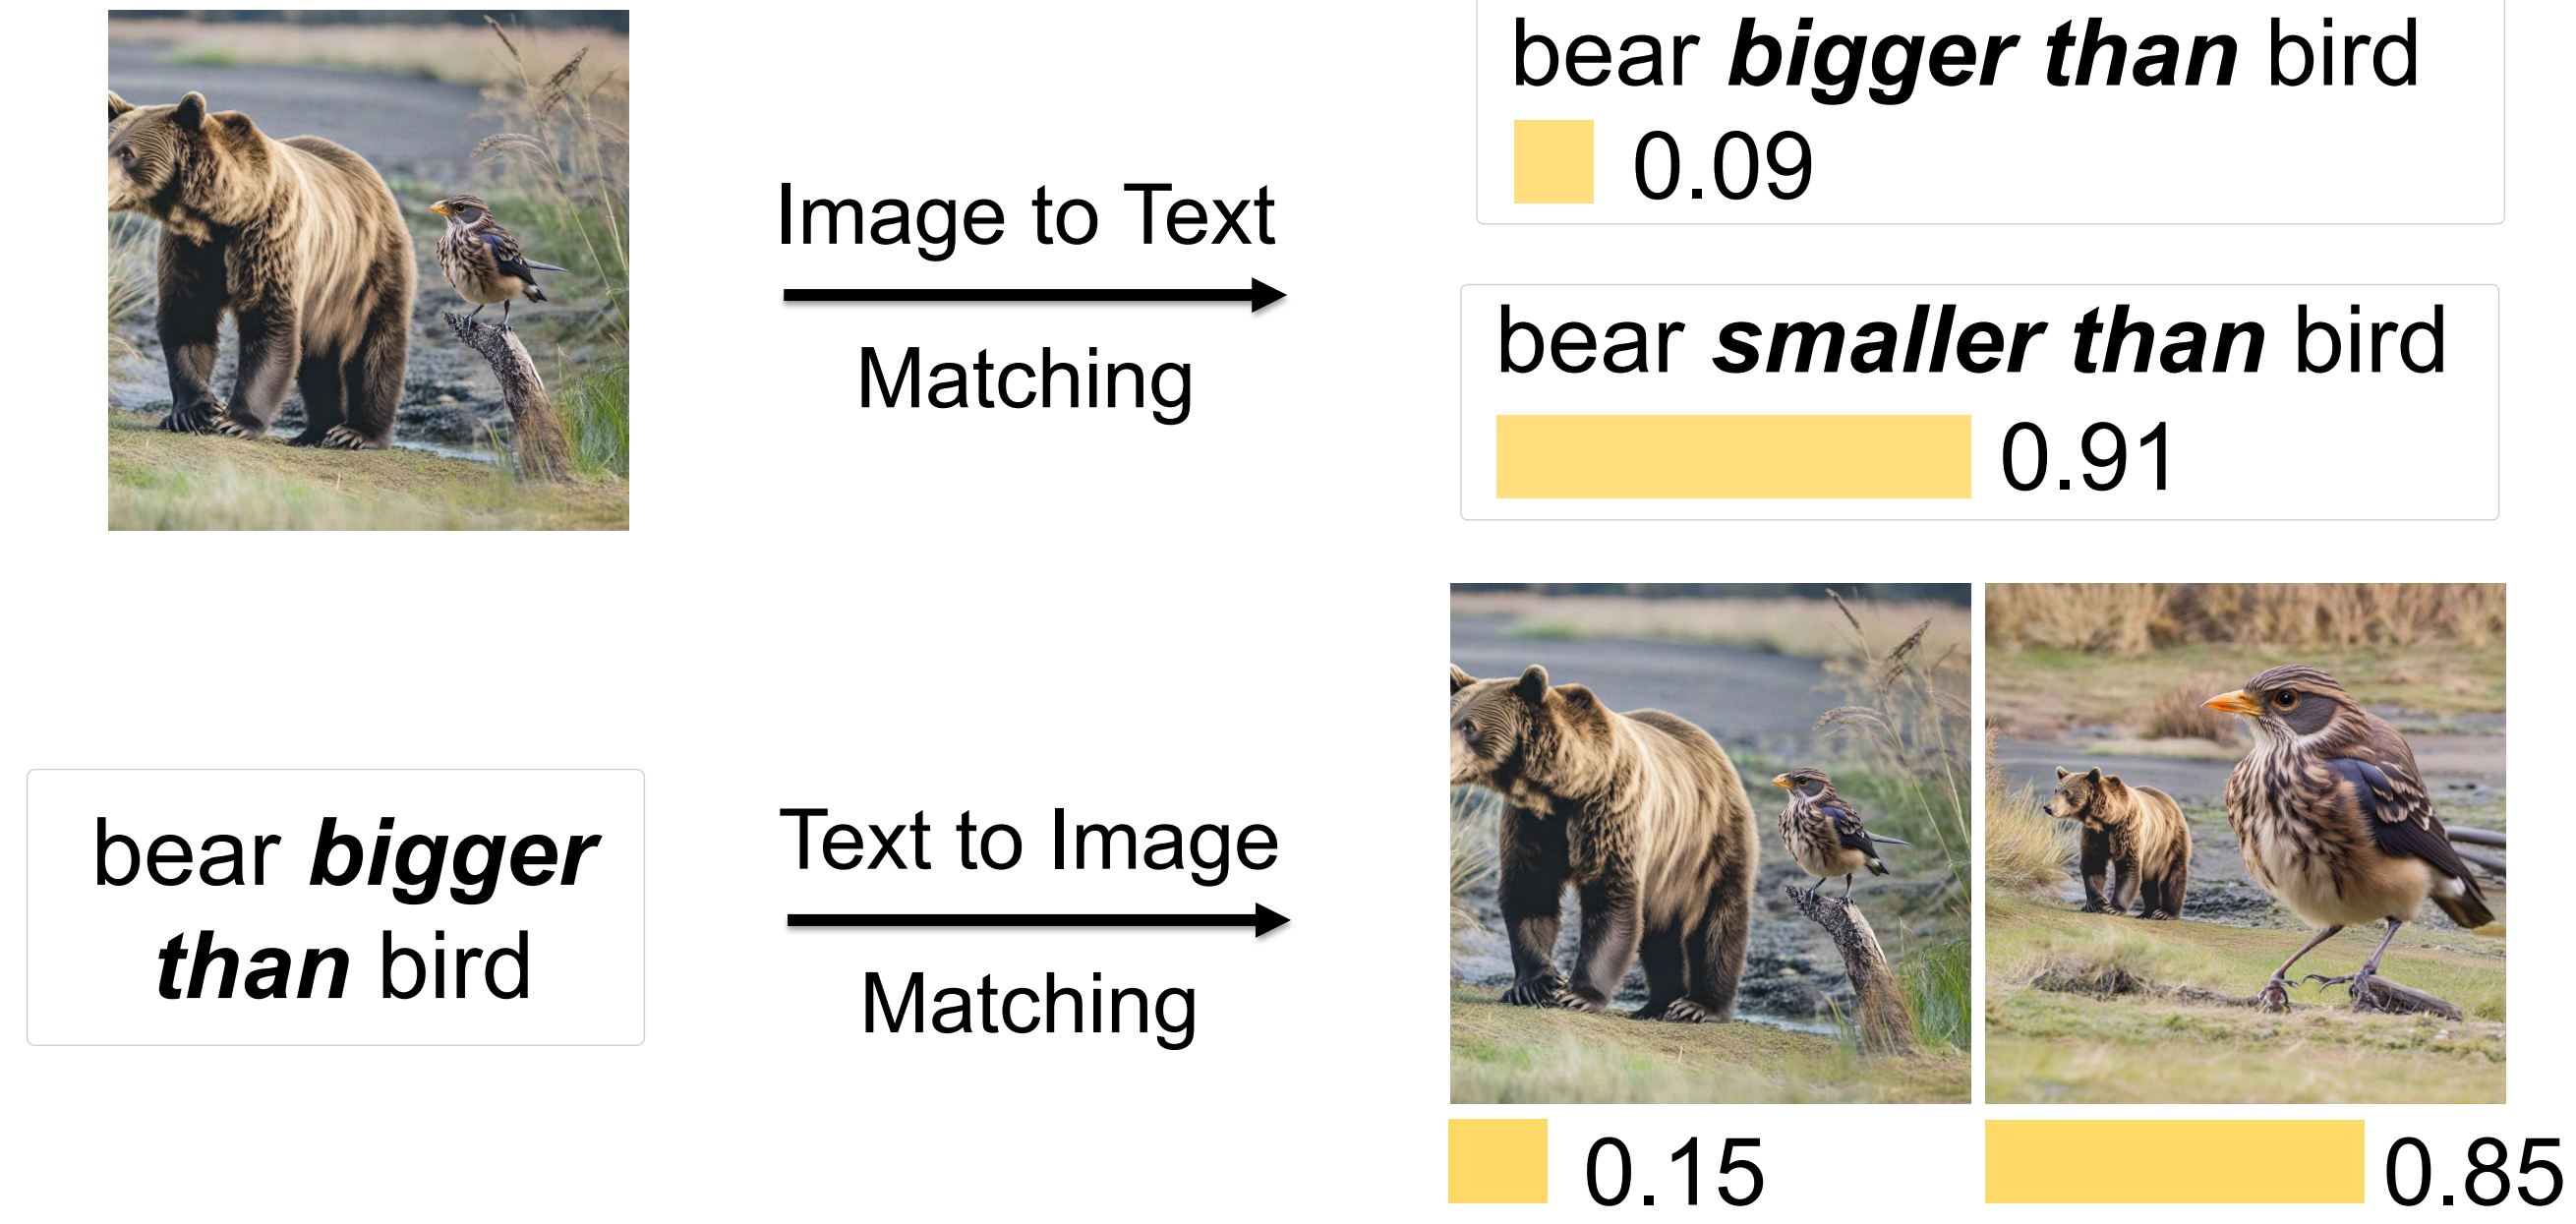 bear bigger than bird
0.09
Image to Text
Matching
bear smaller than bird
0.91
bear bigger
than bird
Text to Image
Matching
0.15
0.85